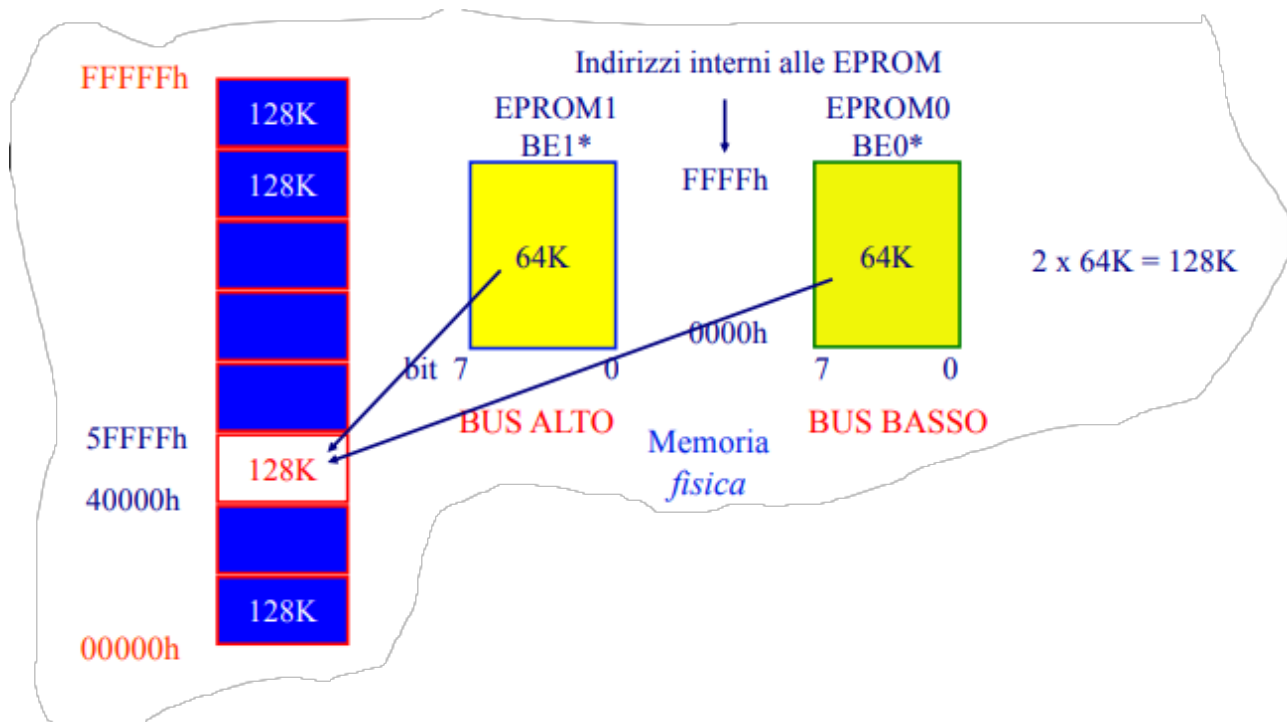 Indirizzi interni alle EPROM
FFFFFh
128K
128K
5FFFFh
128K
40000h
128K
00000h
EPROM1
BE1*
64K
bit 7 0
BUS ALTO
FFFFh
0000h
EPROM0
BE0*
64K
7 0
BUS BASSO
Memoria
fisica
2 x 64K = 128K